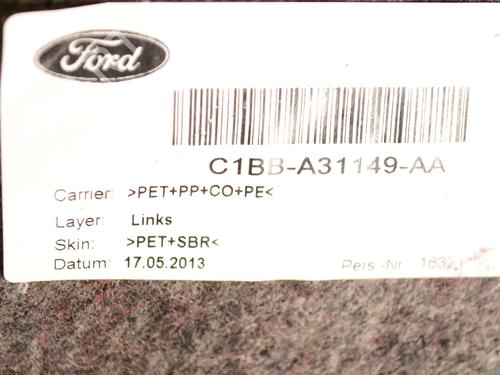 Ford
C1BB-A31149-AA
Carrier: >PET+PP+CO+PE<
Layer: Links
Skin: >PET+SBR<
Datum: 17.05.2013
Pers.-Nr.